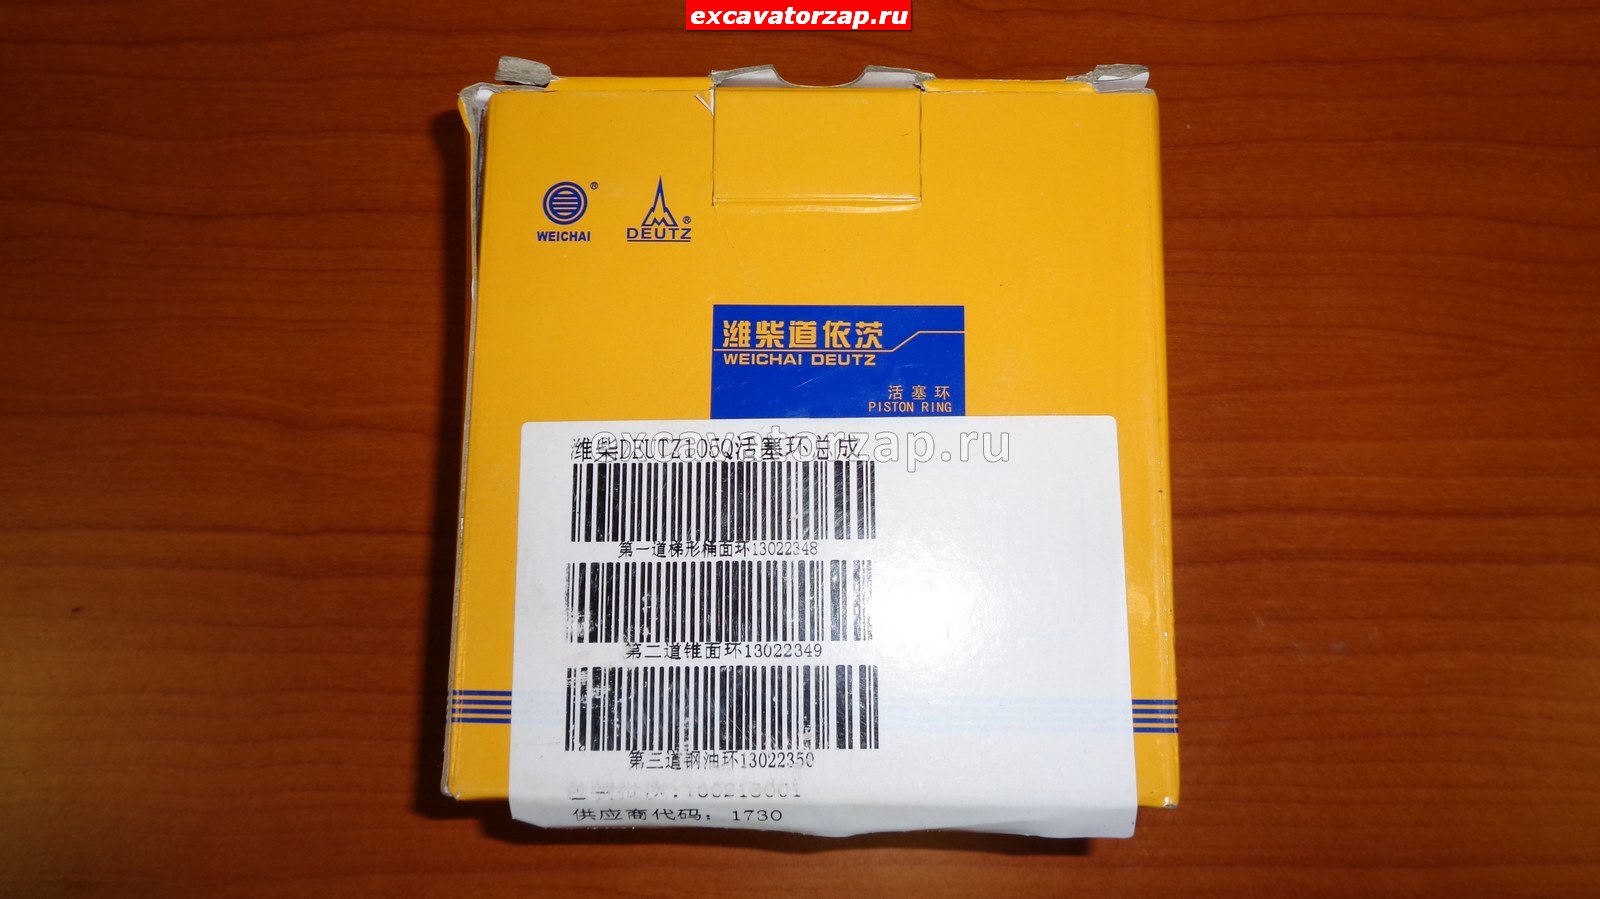 excavatorzap.ru
WEICHAI
DEUTZ
潍柴道依茨
WEICHAI DEUTZ
活塞环
PISTON RING
excavatorzap.ru
潍柴DEUTZ105Q活塞环总成
第一道梯形桶面环13022348
第二道锥面环13022349
第三道钢油环13022350
供应商代码：1730